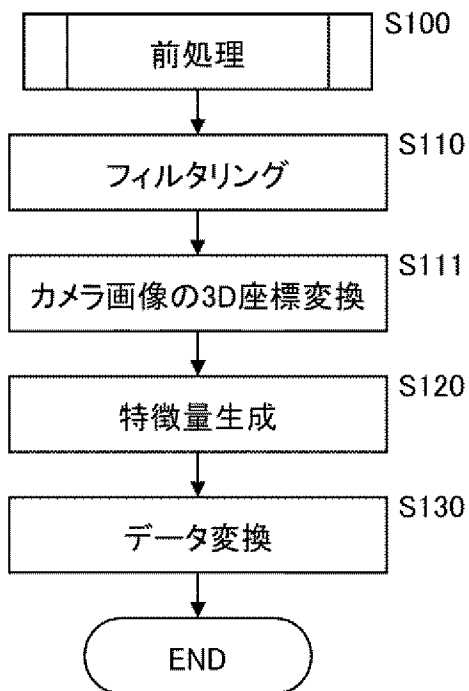 S100
前処理
S110
フィルタリング
S111
カメラ画像の3D座標変換
S120
特徴量生成
S130
データ変換
END